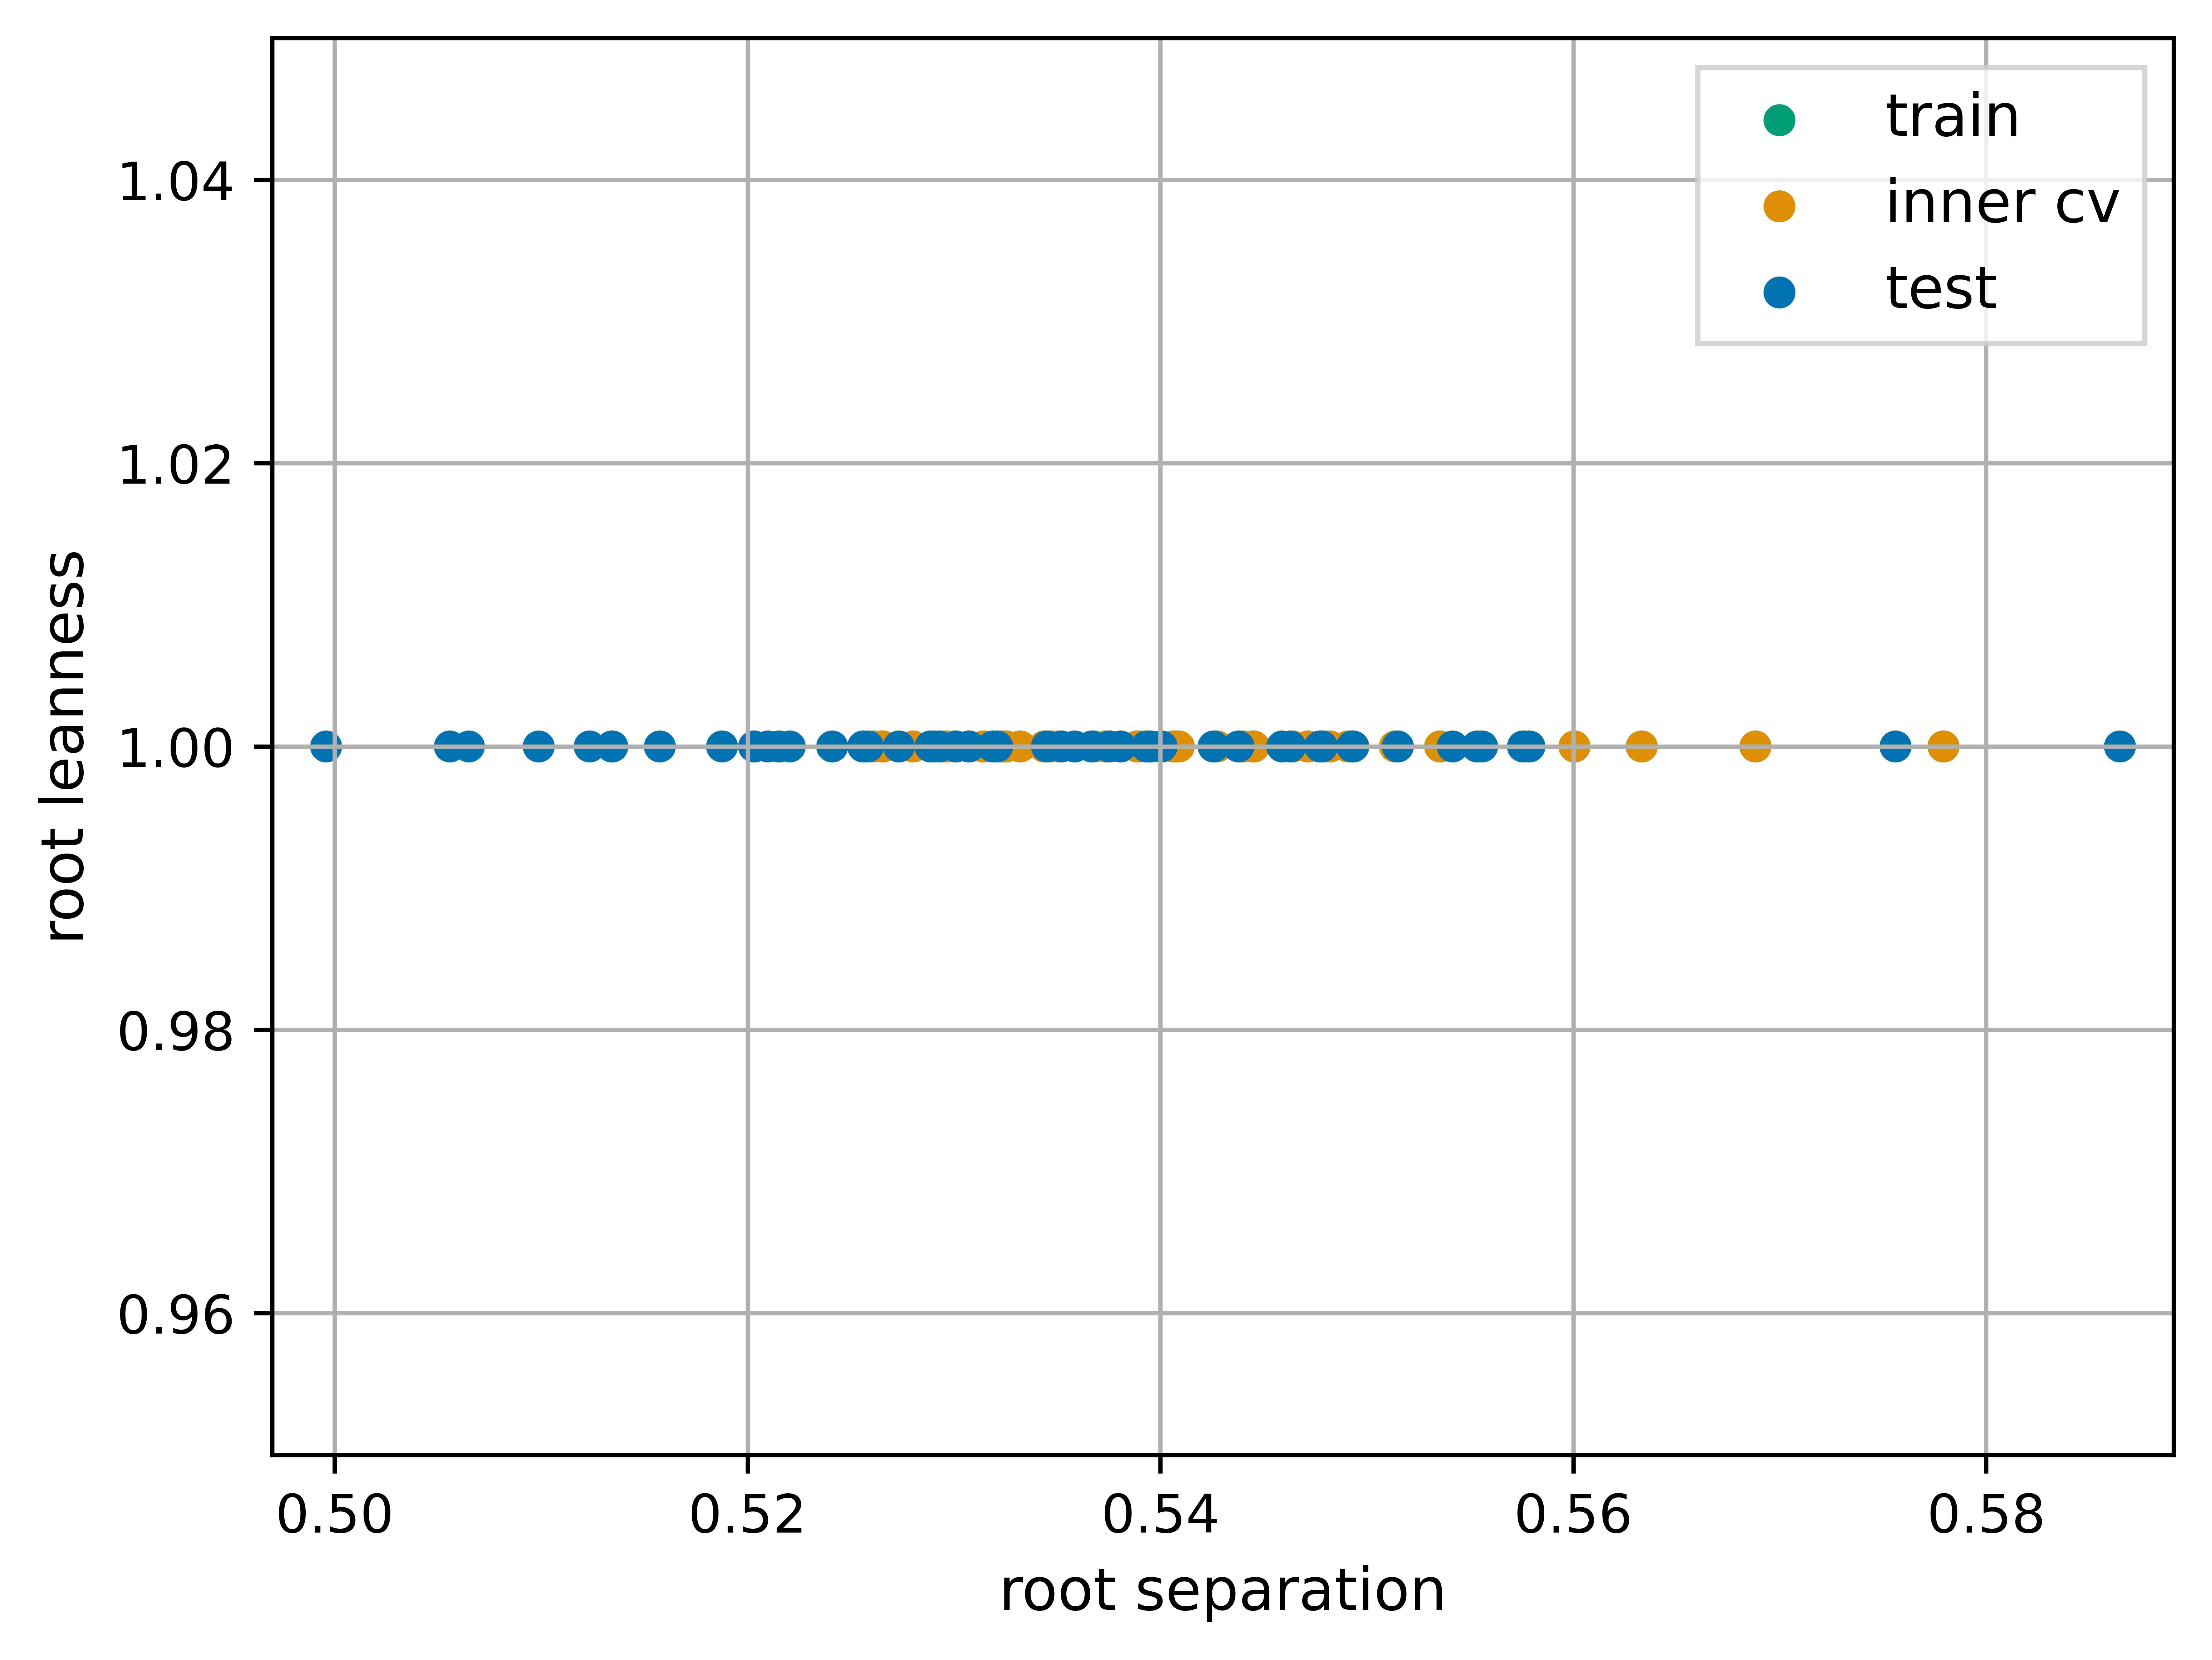 train
inner cv
test
1.04
1.02
1.00
0.98
0.96
root leanness
0.50 0.52 0.54 0.56 0.58
root separation